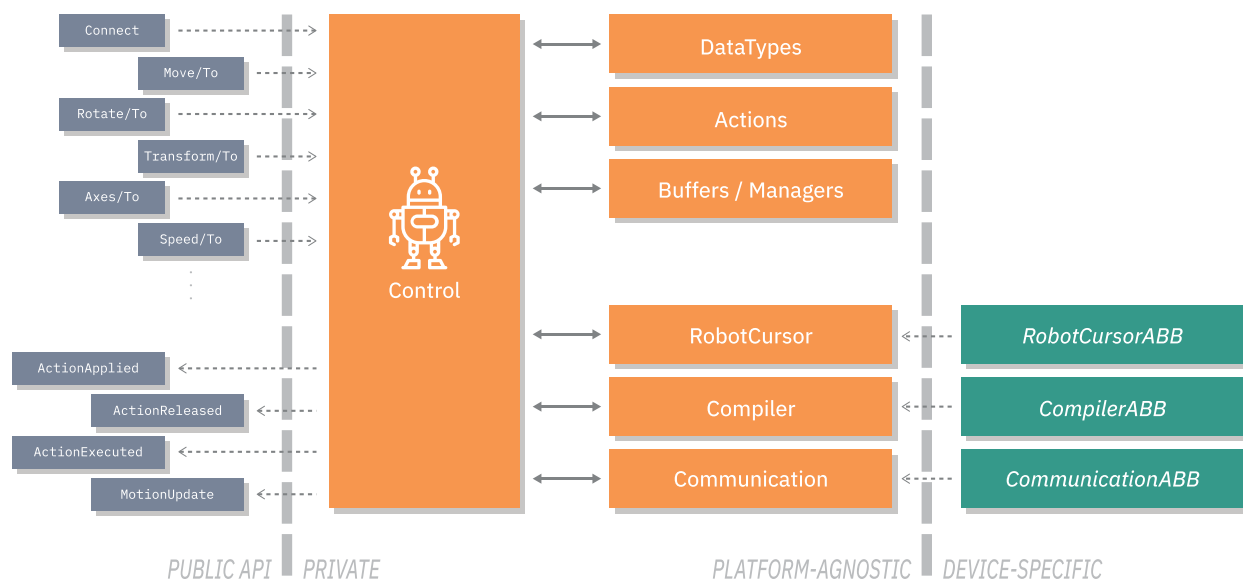 Connect
Move/To
Rotate/To
Transform/To
Axes/To
Speed/To
ActionApplied
ActionReleased
ActionExecuted
MotionUpdate
Control
DataTypes
Actions
Buffers / Managers
RobotCursor
Compiler
Communication
RobotCursorABB
CompilerABB
CommunicationABB
PUBLIC API
PRIVATE
PLATFORM-AGNOSTIC
DEVICE-SPECIFIC